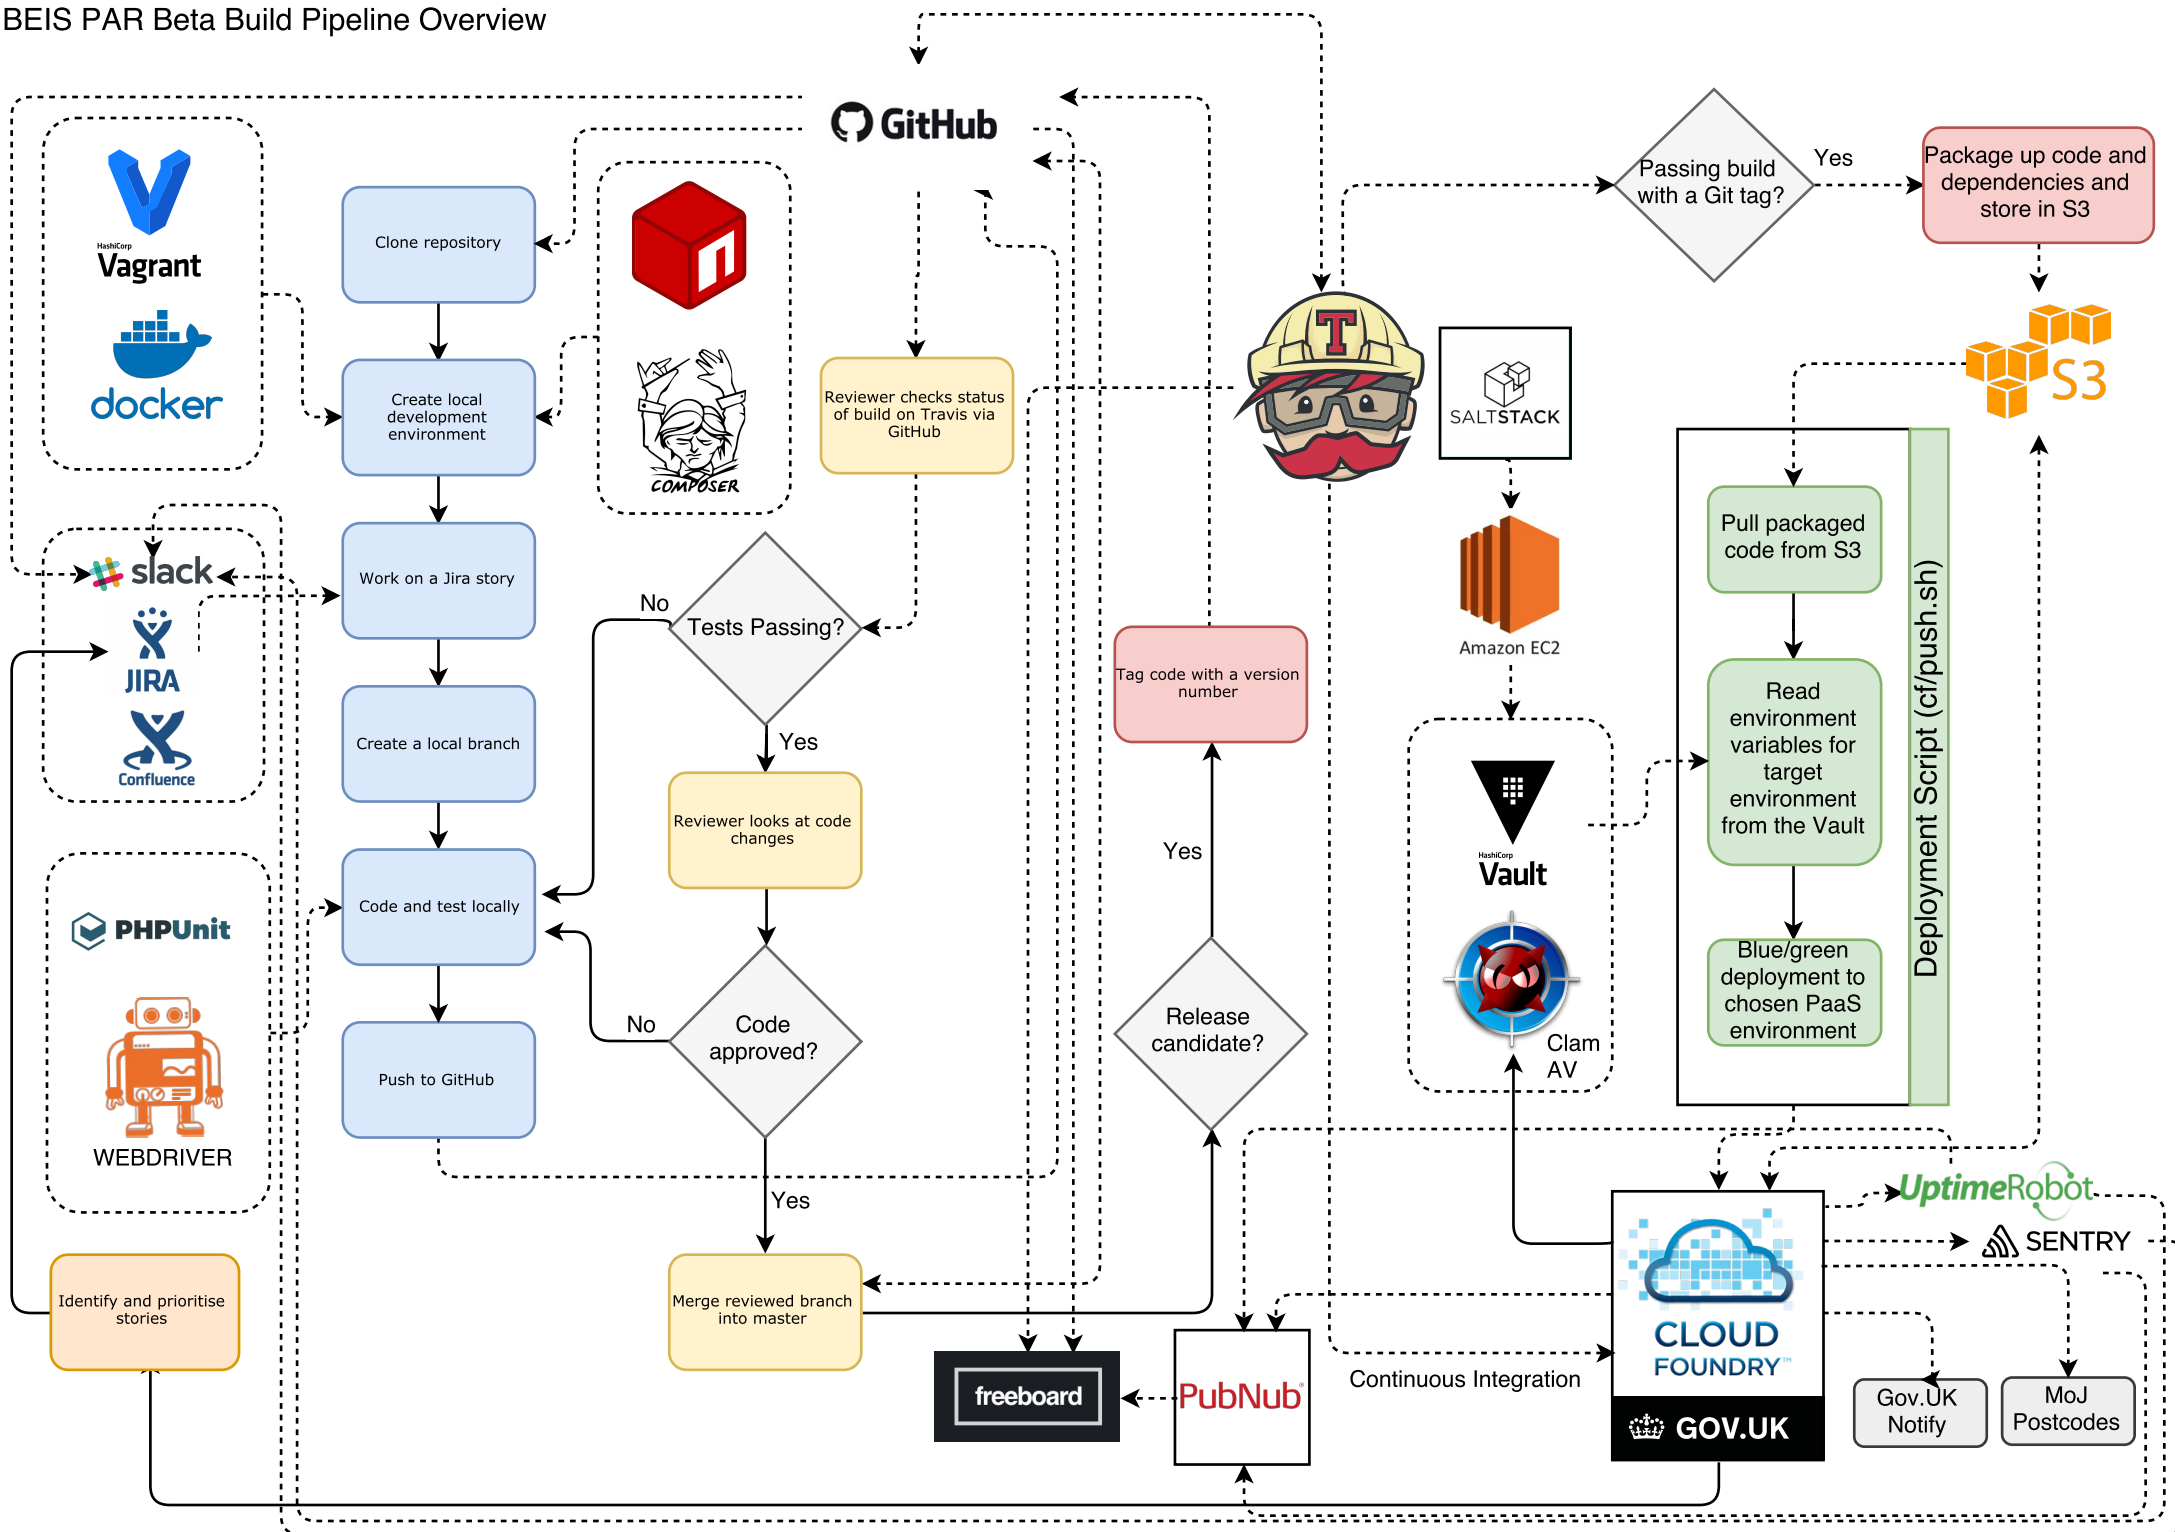 BEIS PAR Beta Build Pipeline Overview
GitHub
HashiCorp
Vagrant
docker
Clone repository
Create local
development
environment
Work on a Jira story
Create a local branch
Code and test locally
Push to GitHub
n
COMPOSER
slack
JIRA
Confluence
PHPUnit
WEBDRIVER
Identify and prioritise
stories
Reviewer checks status
of build on Travis via
GitHub
Tests Passing?
No
Yes
Reviewer looks at code
changes
Code
approved?
No
Yes
Merge reviewed branch
into master
Tag code with a version
number
Yes
Release
candidate?
T
SALTSTACK
Amazon EC2
HashiCorp
Vault
Clam
AV
Passing build
with a Git tag?
Yes
Package up code and
dependencies and
store in S3
S3
Pull packaged
code from S3
Read
environment
variables for
target
environment
from the Vault
Blue/green
deployment to
chosen PaaS
environment
Deployment Script (cf/push.sh)
UptimeRobot
SENTRY
CLOUD
FOUNDRY™
GOV.UK
Gov.UK
Notify
MoJ
Postcodes
Continuous Integration
PubNub
freeboard